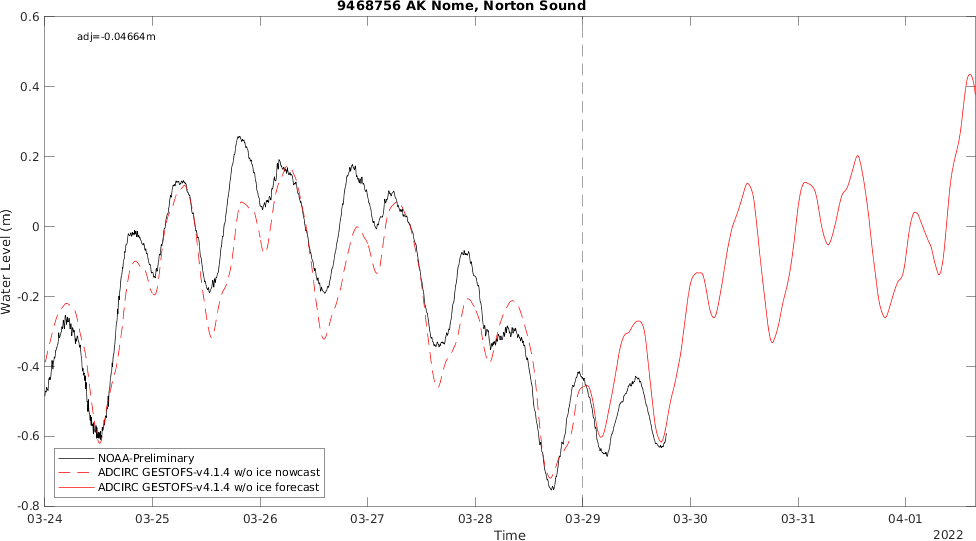 9468756 AK Nome, Norton Sound
adj=-0.04664m
Water Level (m)
0.6
0.4
0.2
0
-0.2
-0.4
-0.6
-0.8
NOAA-Preliminary
ADCIRC GESTOFS-v4.1.4 w/o ice nowcast
ADCIRC GESTOFS-v4.1.4 w/o ice forecast
03-24 03-25 03-26 03-27 03-28 03-29 03-30 03-31 04-01
Time
2022